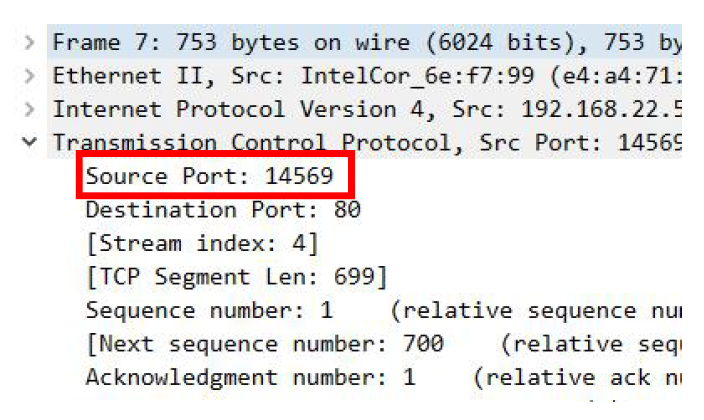 Frame 7: 753 bytes on wire (6024 bits), 753 by
Ethernet II, Src: IntelCor_6e:f7:99 (e4:a4:71:
Internet Protocol Version 4, Src: 192.168.22.5
Transmission Control Protocol, Src Port: 14569
Source Port: 14569
Destination Port: 80
[Stream index: 4]
[TCP Segment Len: 699]
Sequence number: 1 (relative sequence
[Next sequence number: 700 (relative
Acknowledgment number: 1 (relative ack